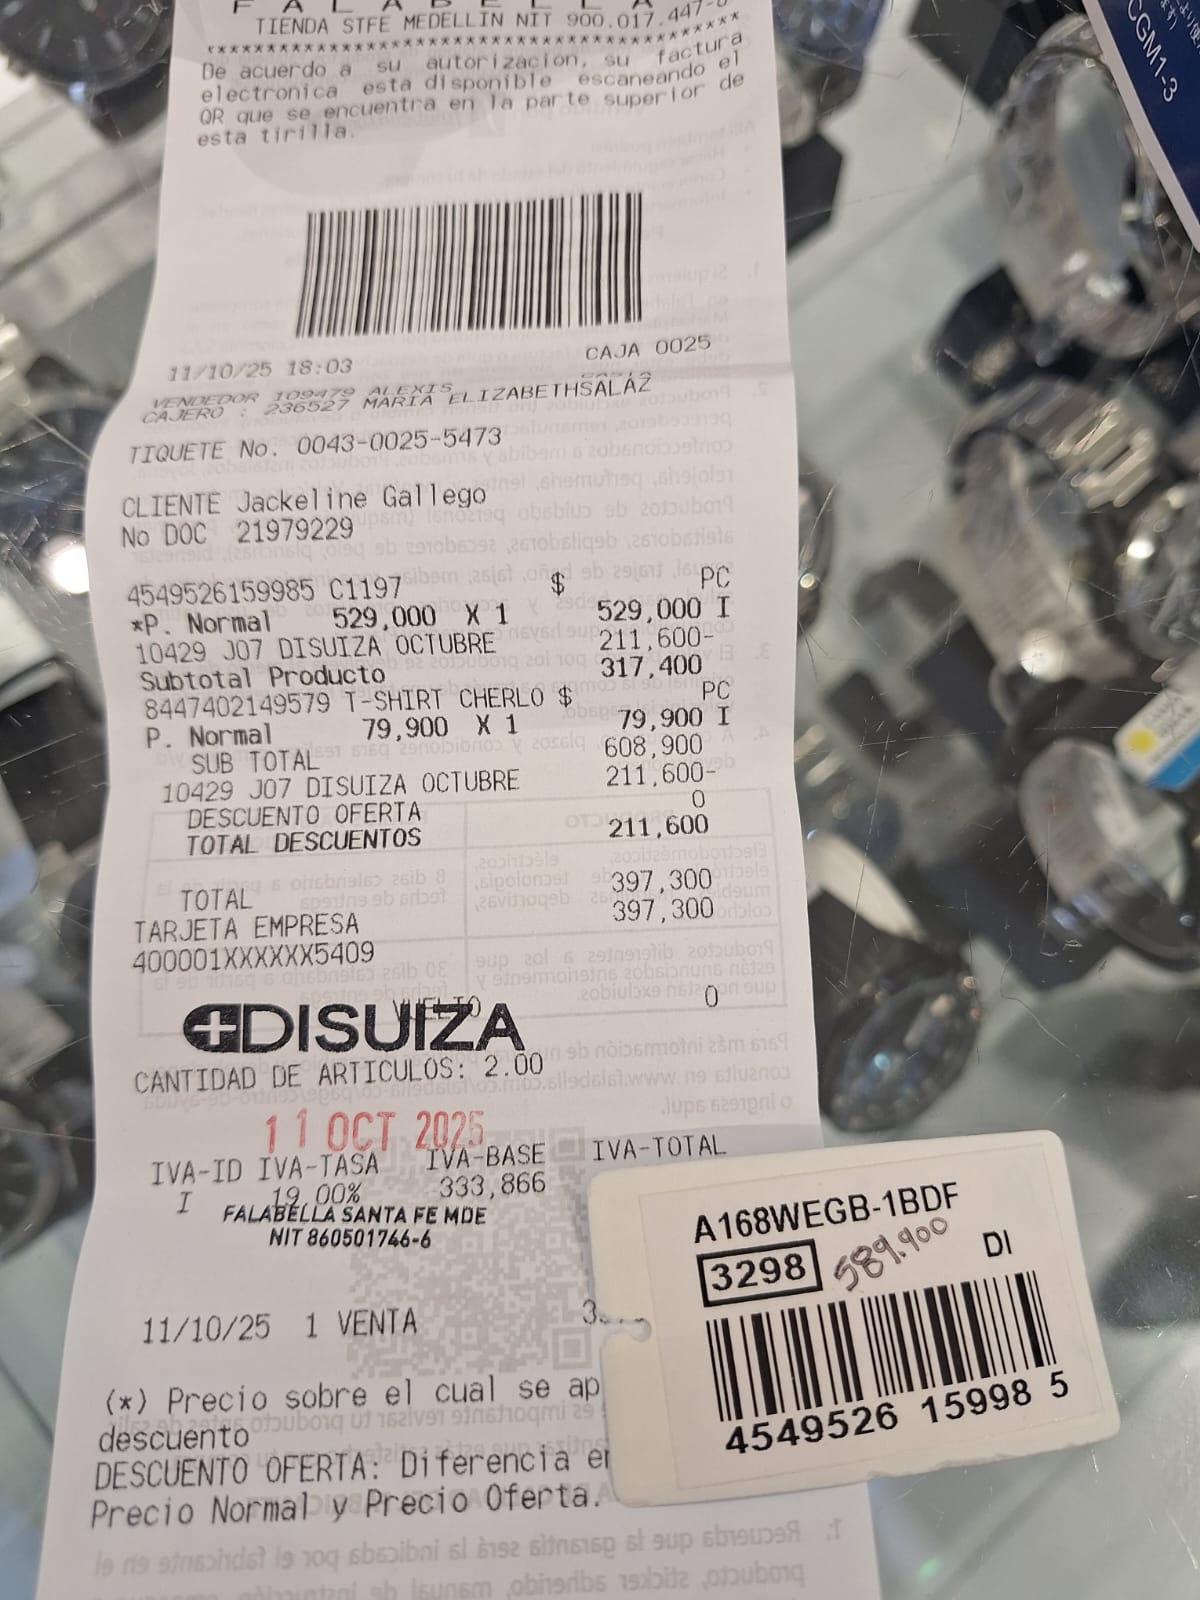 FALABELLA
TIENDA STFE MEDELLIN NIT 900.017.447-
****************************************
De acuerdo a su autorizacion, su factura
electronica esta disponible escaneando el
QR que se encuentra en la parte superior de
esta tirilla.
11/10/25 18:03 CAJA 0025
VENDEDOR 109479 ALEXIS
CAJERO : 236527 MARIA ELIZABETHSALAZ
TIQUETE No. 0043-0025-5473
CLIENTE Jackeline Gallego
No DOC 21979229
4549526159985 C1197 $ PC
*P. Normal 529,000 X 1 529,000 I
10429 J07 DISUIZA OCTUBRE 211,600-
Subtotal Producto 317,400
8447402149579 T-SHIRT CHERLO $ PC
P. Normal 79,900 X 1 79,900 I
SUB TOTAL 608,900
10429 J07 DISUIZA OCTUBRE 211,600-
DESCUENTO OFERTA 0
TOTAL DESCUENTOS 211,600
TOTAL 397,300
TARJETA EMPRESA 397,300
400001XXXXXX5409
VUELTO 0
DISUIZA
CANTIDAD DE ARTICULOS: 2.00
11 OCT 2025
IVA-ID IVA-TASA IVA-BASE IVA-TOTAL
I 19,00% 333,866
FALABELLA SANTA FE MDE
NIT 860501746-6
11/10/25 1 VENTA
(*) Precio sobre el cual se ap
descuento
DESCUENTO OFERTA: Diferencia en
Precio Normal y Precio Oferta.
A168WEGB-1BDF
3298 589.900 DI
4549526 15998 5
CGM1-3